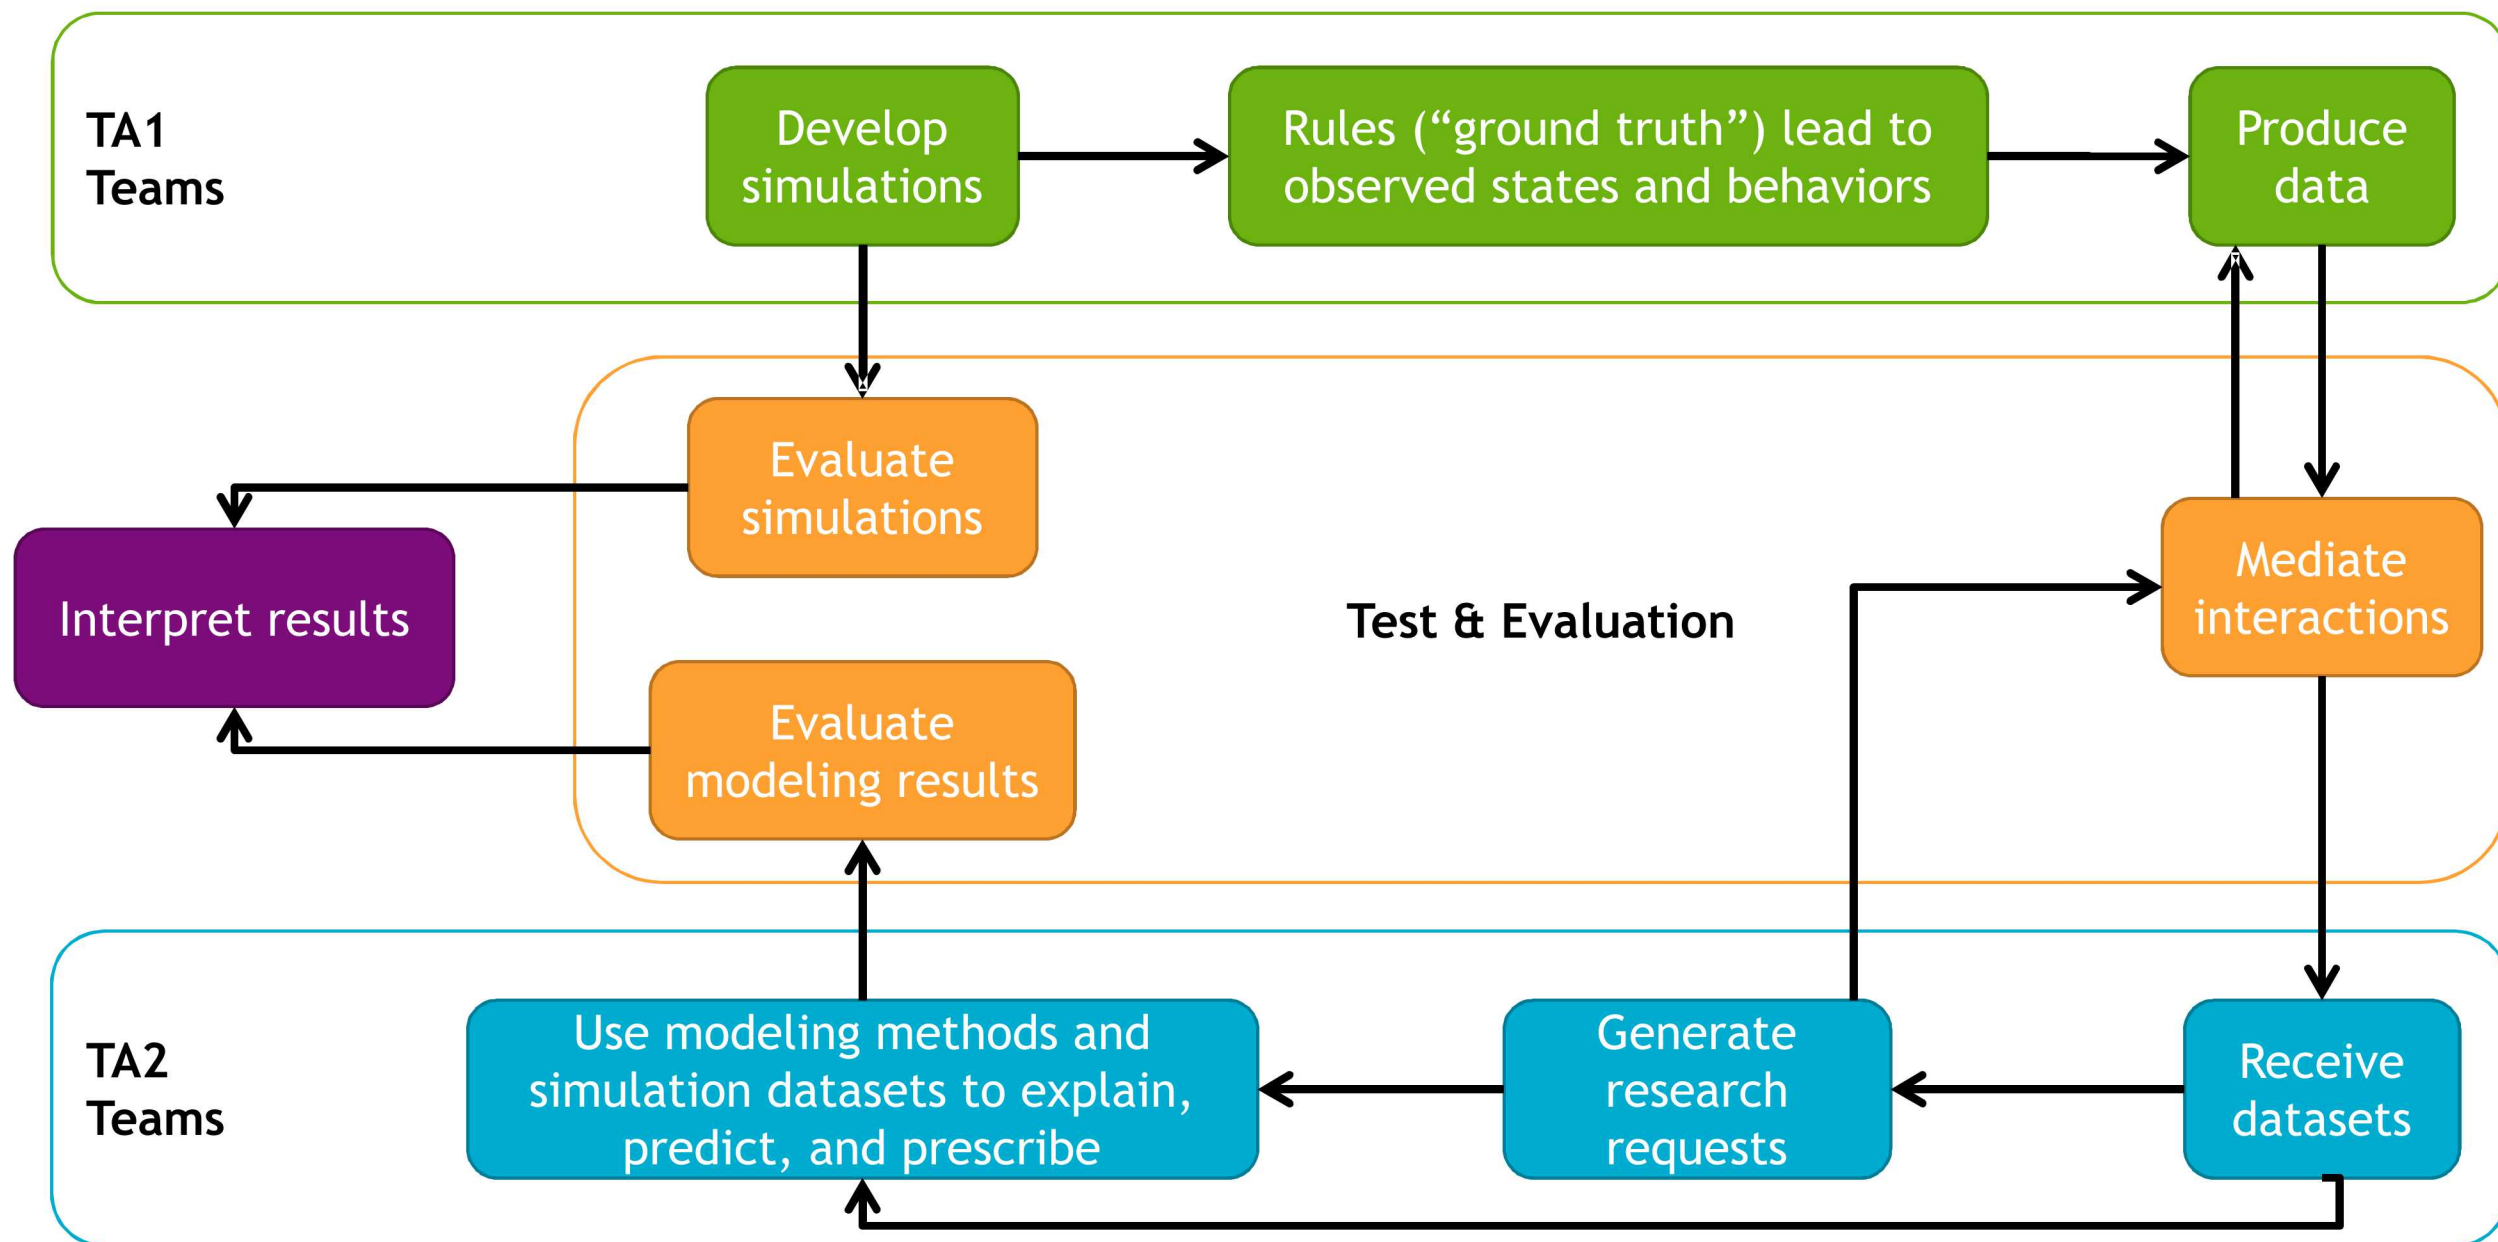 TA1
Teams
Develop
simulations
Rules (“ground truth”) lead to
observed states and behaviors
Produce
data
Evaluate
simulations
Interpret results
Test & Evaluation
Mediate
interactions
Evaluate
modeling results
TA2
Teams
Use modeling methods and
simulation datasets to explain,
predict, and prescribe
Generate
research
requests
Receive
datasets